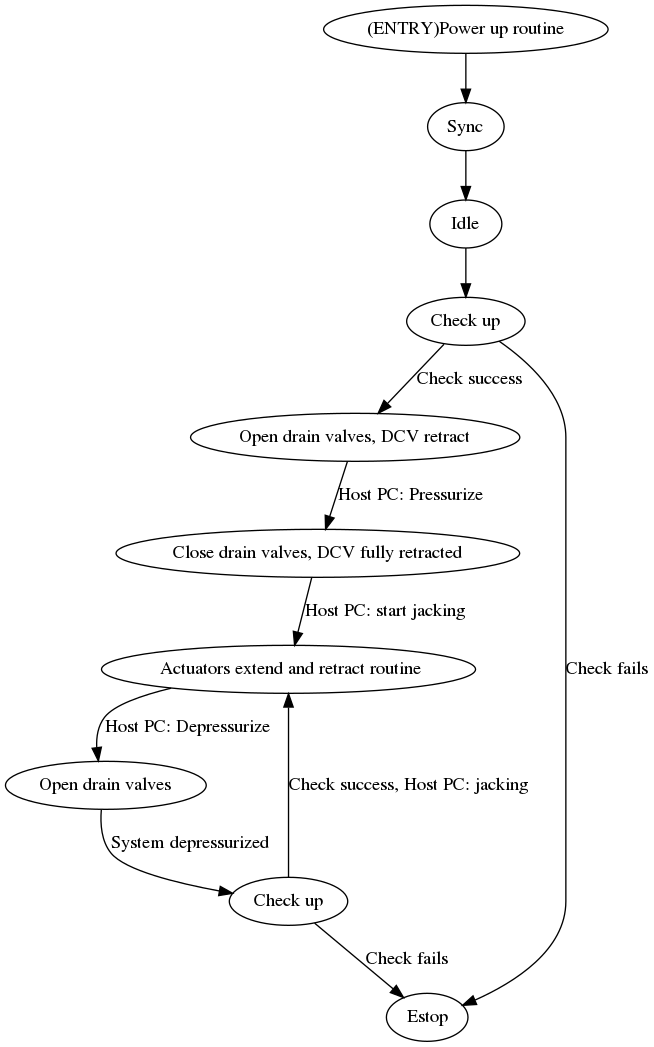 (ENTRY)Power up routine
Sync
Idle
Check up
Check success
Open drain valves, DCV retract
Host PC: Pressurize
Close drain valves, DCV fully retracted
Host PC: start jacking
Actuators extend and retract routine
Check fails
Host PC: Depressurize
Open drain valves
Check success, Host PC: jacking
System depressurized
Check up
Check fails
Estop